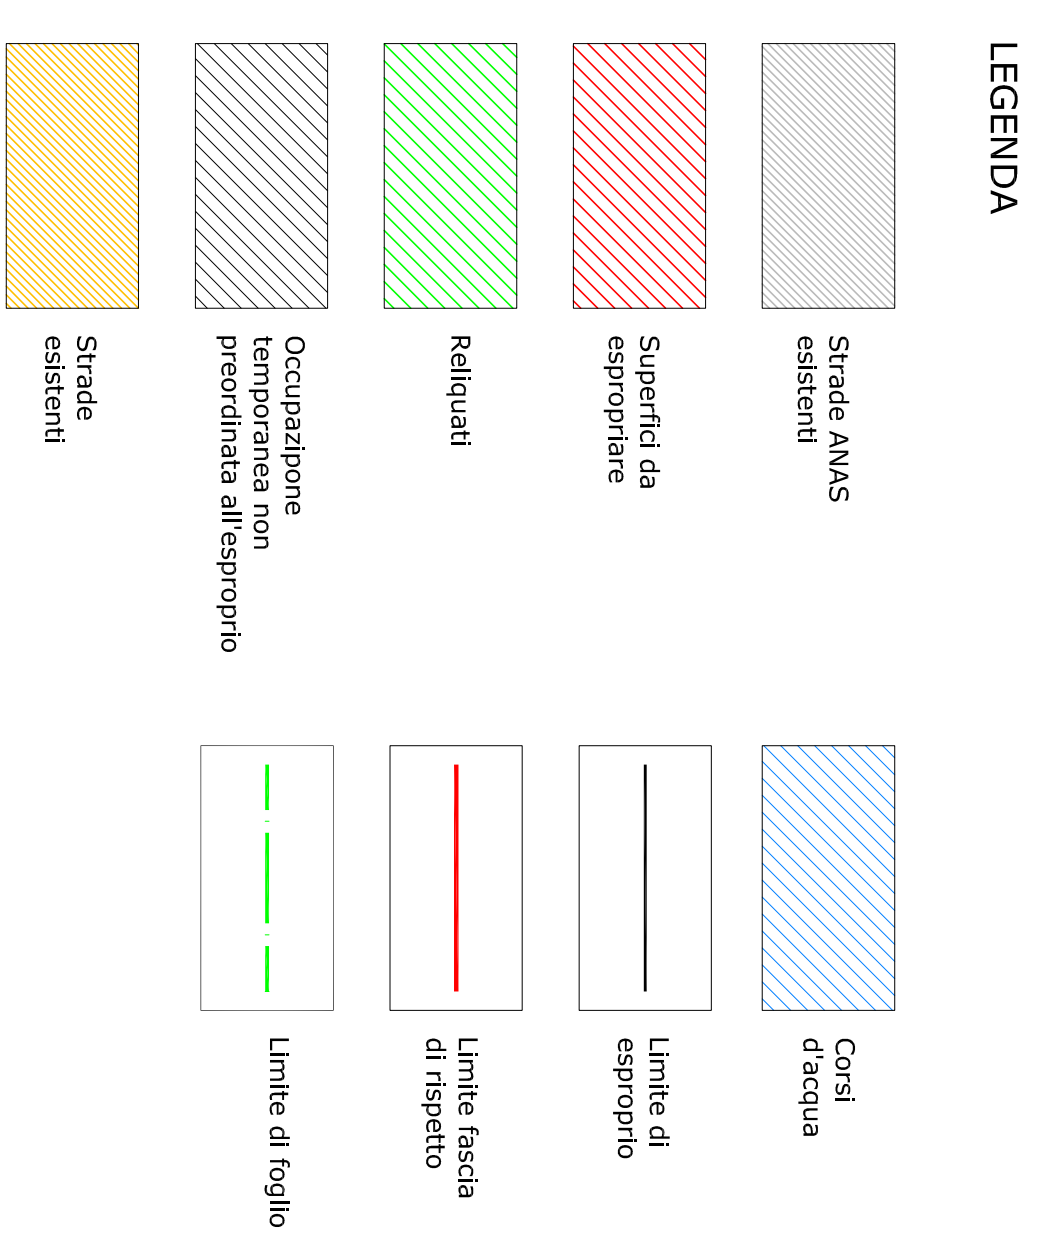 LEGENDA
Strade ANAS
esistenti
Superfici da
espropriare
Reliquati
Occupazipone
temporanea non
preordinata all'esproprio
Strade
esistenti
Corsi
d'acqua
Limite di
esproprio
Limite fascia
di rispetto
Limite di foglio